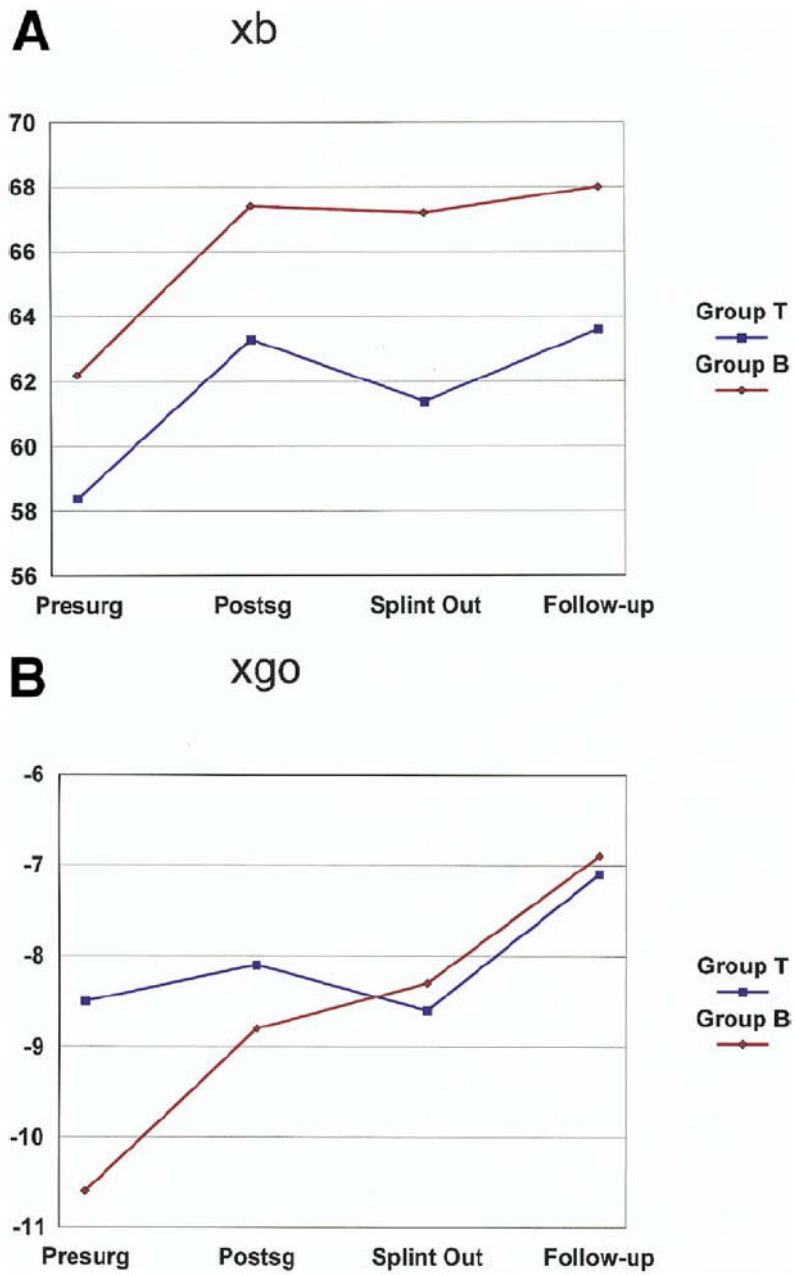 A xb
70
68
66
64
62
60
58
56
Presurg Postsg Splint Out Follow-up
Group T
Group B
B xgo
-6
-7
-8
-9
-10
-11
Presurg Postsg Splint Out Follow-up
Group T
Group B